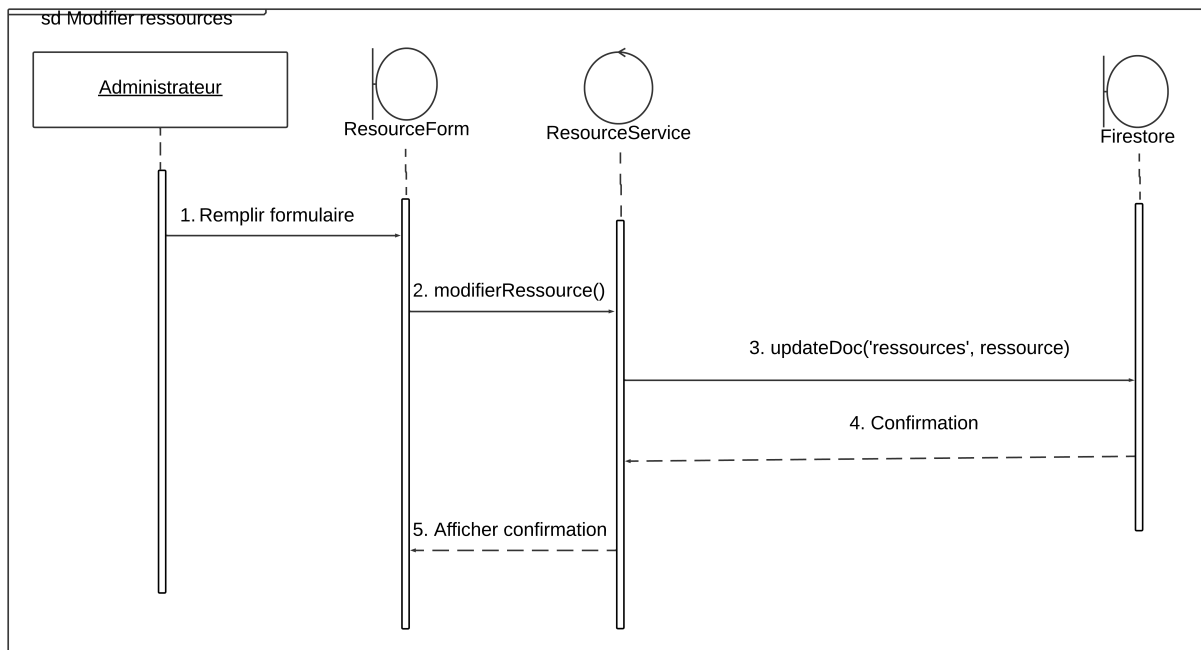 sd Modifier ressources
Administrateur
ResourceForm
ResourceService
Firestore
1. Remplir formulaire
2. modifierRessource()
3. updateDoc('ressources', ressource)
4. Confirmation
5. Afficher confirmation